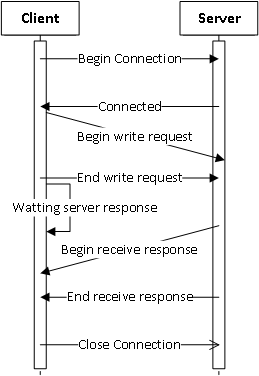 Client
Server
Begin Connection
Connected
Begin write request
End write request
Watting server response
Begin receive response
End receive response
Close Connection